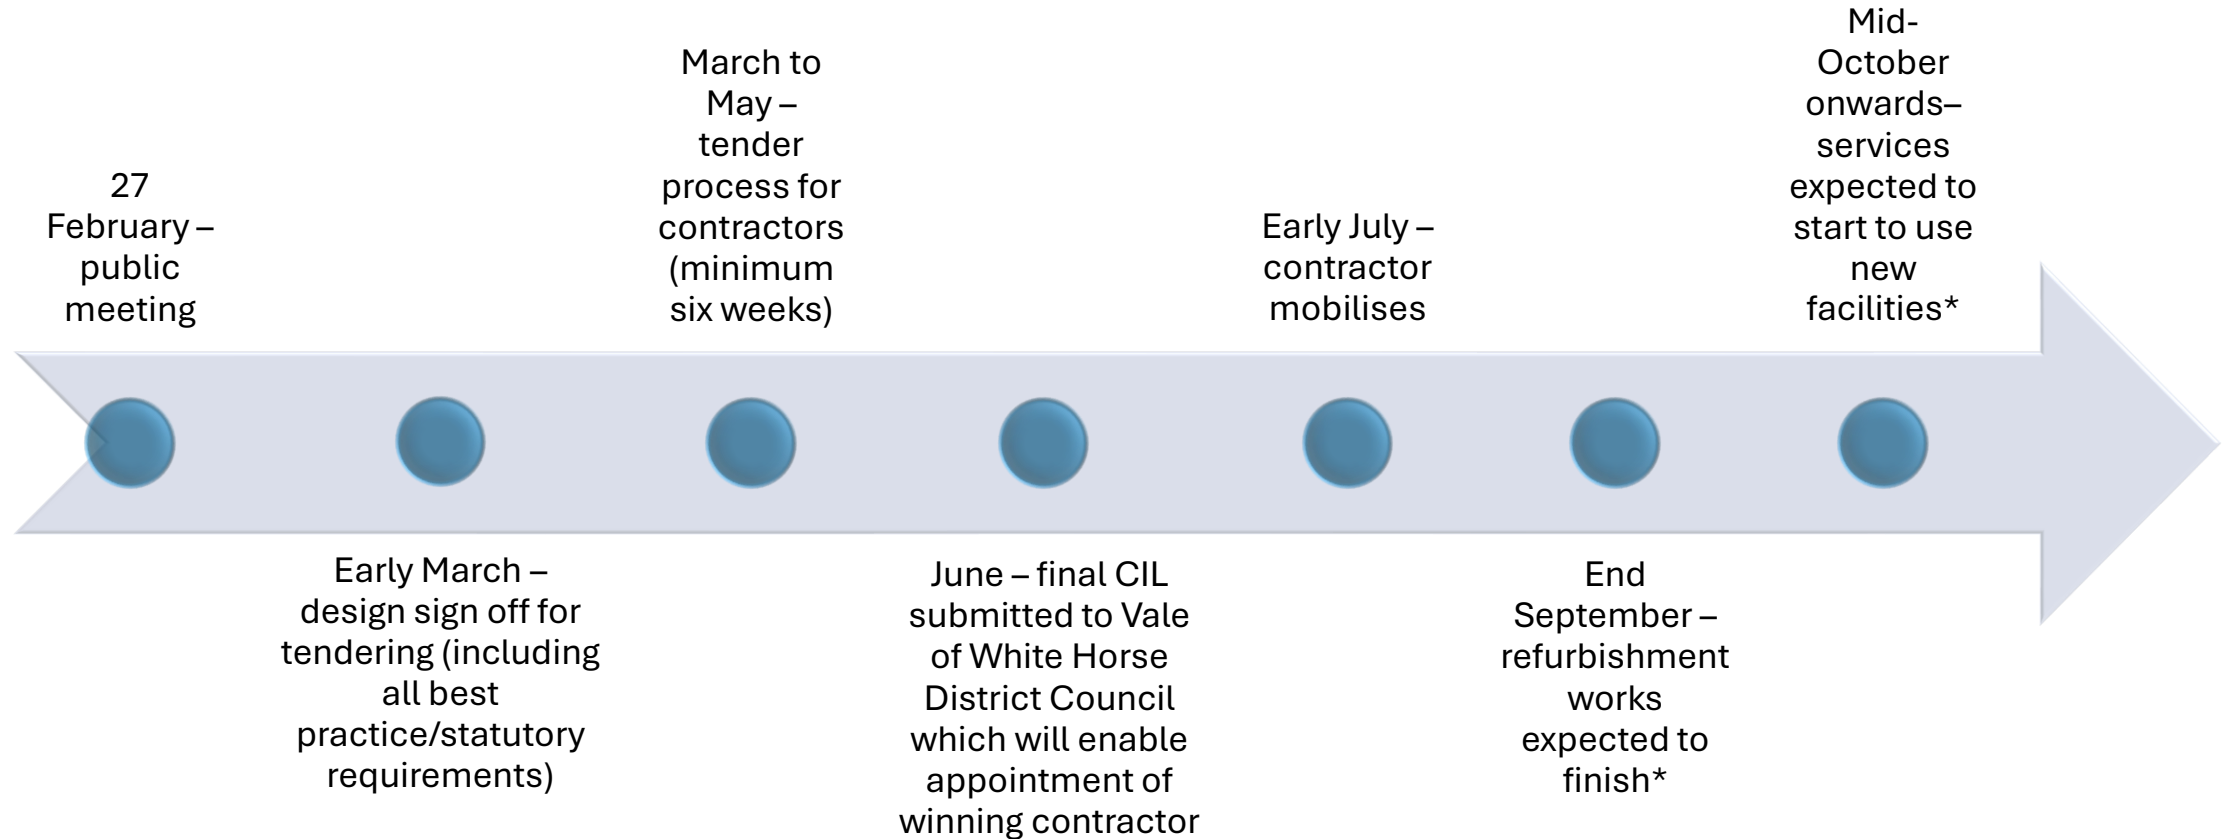 27
February –
public
meeting
Early March –
design sign off for
tendering (including
all best
practice/statutory
requirements)
March to
May –
tender
process for
contractors
(minimum
six weeks)
June – final CIL
submitted to Vale
of White Horse
District Council
which will enable
appointment of
winning contractor
Early July –
contractor
mobilises
End
September –
refurbishment
works
expected to
finish*
Mid-
October
onwards–
services
expected to
start to use
new
facilities*